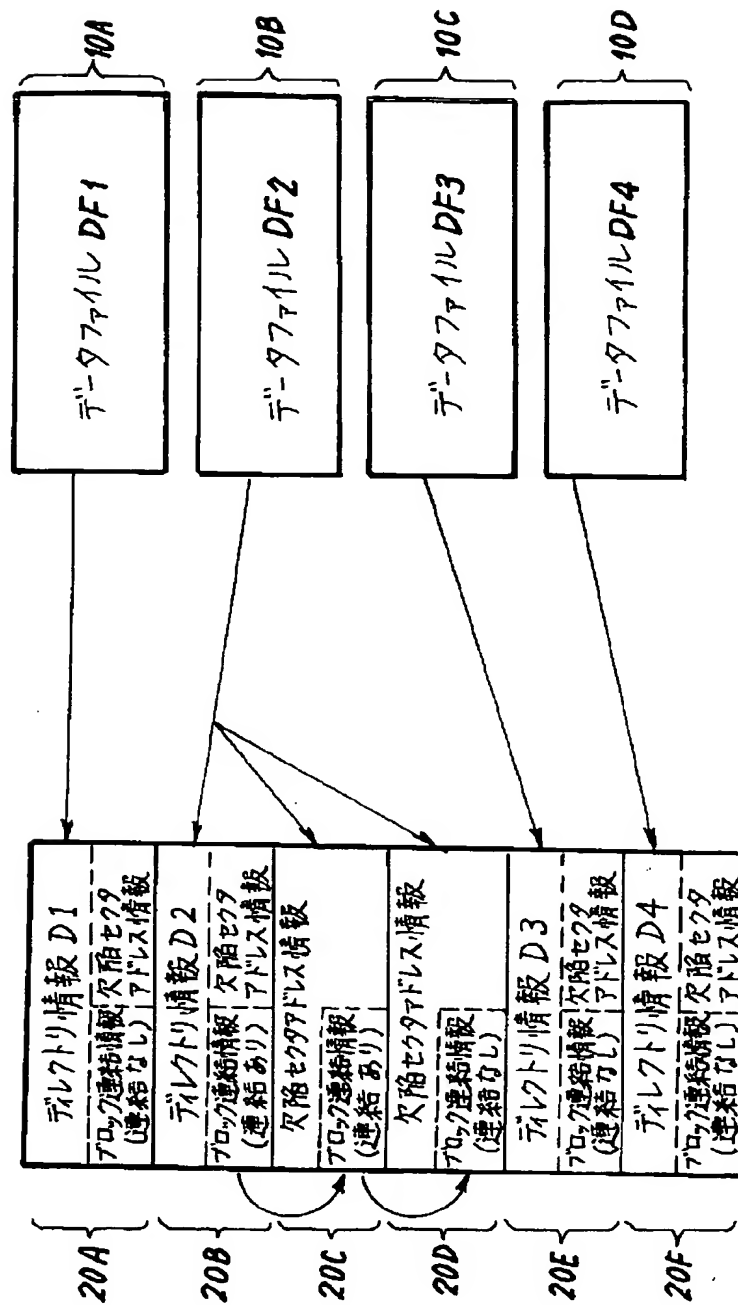 10A
データファイル DF1
10B
データファイル DF2
10C
データファイル DF3
10D
データファイル DF4
20A
ディレクトリ情報 D1
ブロック連結情報
(連結なし)
欠陥セクタ
アドレス情報
20B
ディレクトリ情報 D2
ブロック連結情報
(連結あり)
欠陥セクタ
アドレス情報
20C
欠陥セクタアドレス情報
ブロック連結情報
(連結あり)
20D
欠陥セクタアドレス情報
ブロック連結情報
(連結なし)
20E
ディレクトリ情報 D3
ブロック連結情報
(連結なし)
欠陥セクタ
アドレス情報
20F
ディレクトリ情報 D4
ブロック連結情報
(連結なし)
欠陥セクタ
アドレス情報